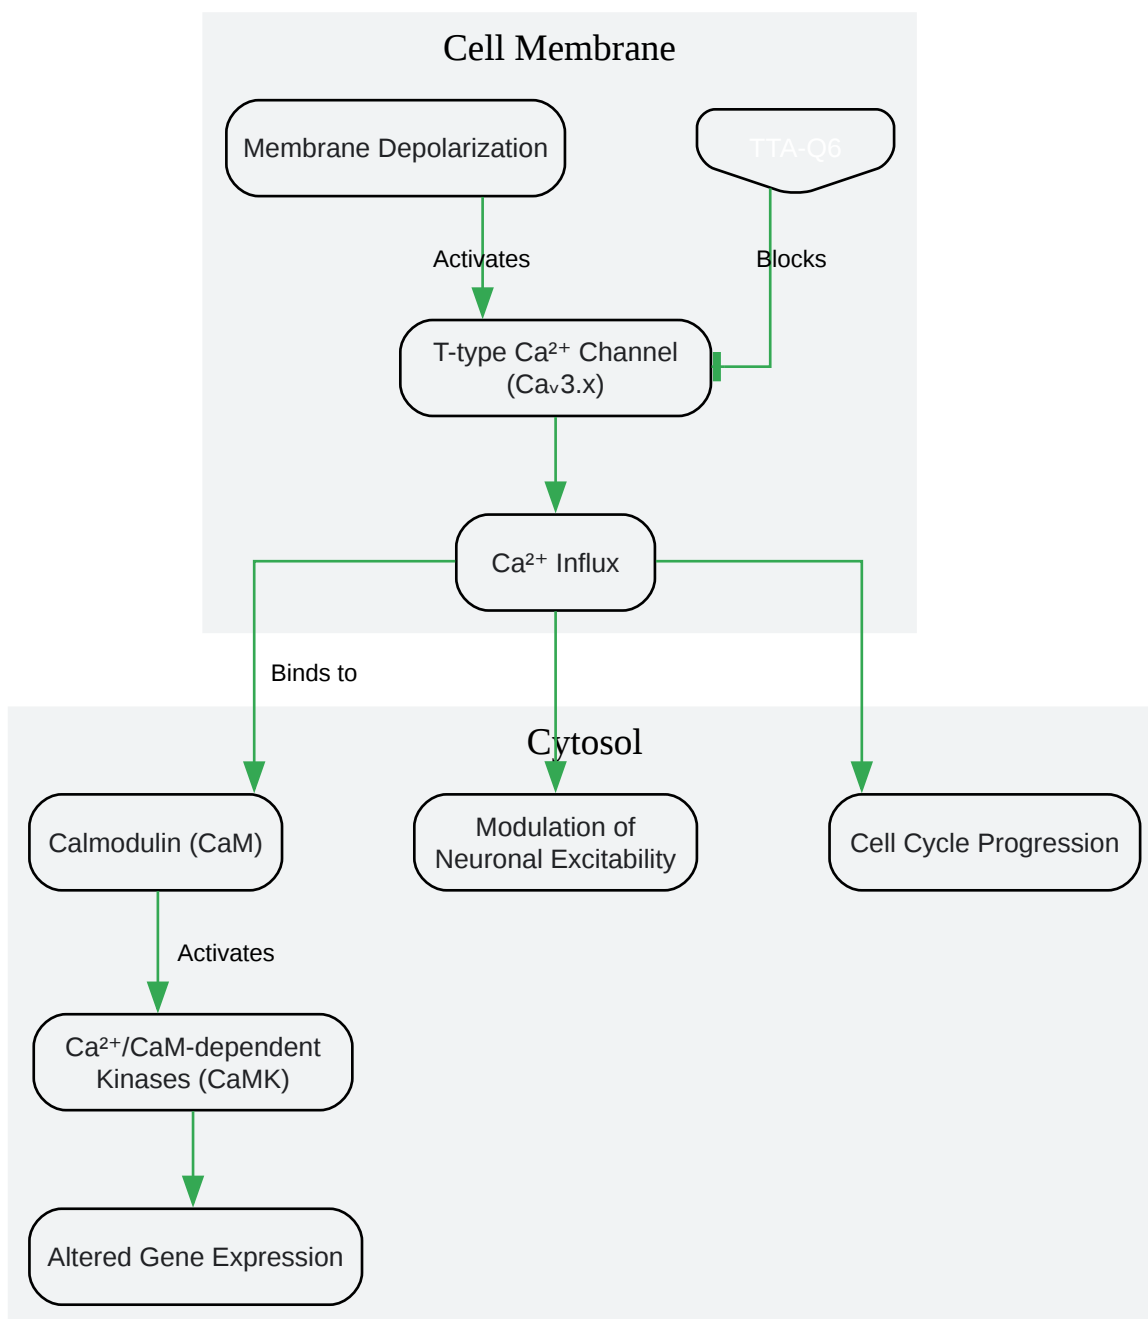 Cell Membrane
Membrane Depolarization
TTA-Q6
Activates
Blocks
T-type Ca²⁺ Channel
(Caᵥ3.x)
Ca²⁺ Influx
Binds to
Cytosol
Calmodulin (CaM)
Modulation of
Neuronal Excitability
Cell Cycle Progression
Activates
Ca²⁺/CaM-dependent
Kinases (CaMK)
Altered Gene Expression